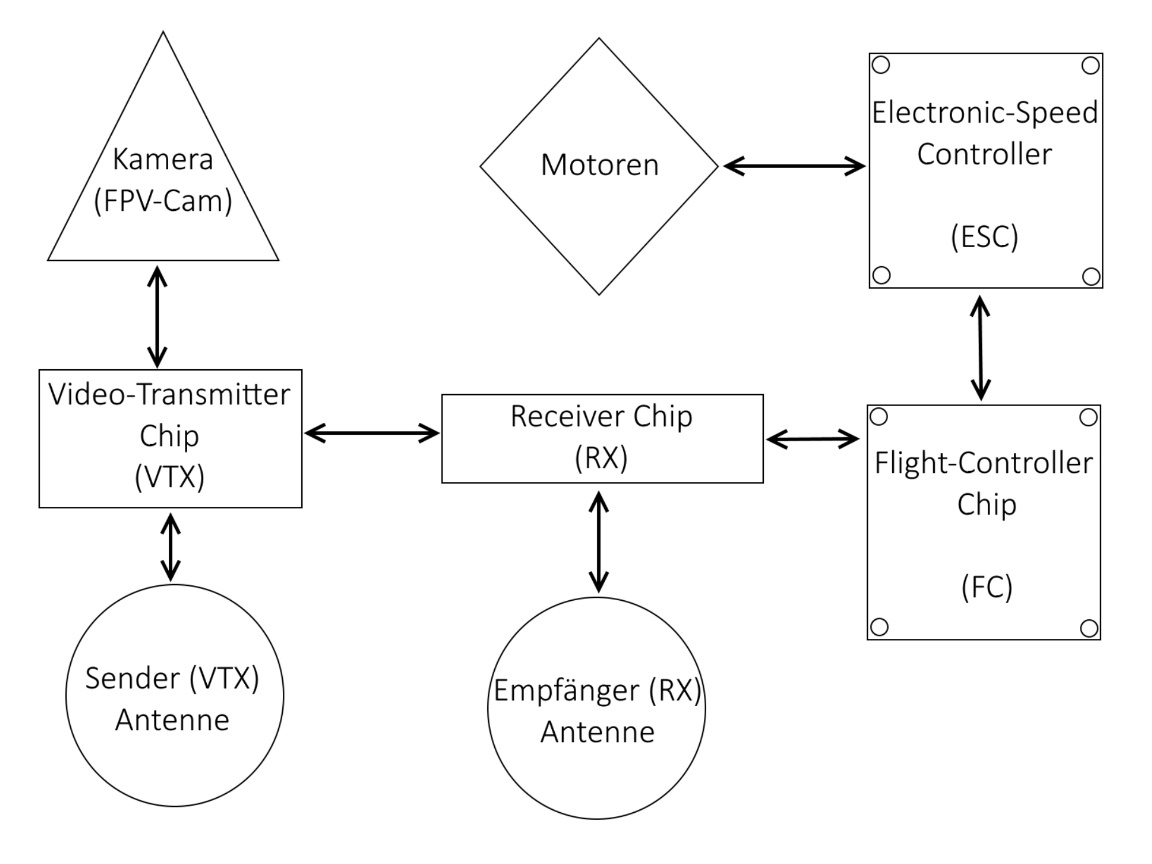 Kamera
(FPV-Cam)
Motoren
Electronic-Speed
Controller
(ESC)
Video-Transmitter
Chip
(VTX)
Receiver Chip
(RX)
Flight-Controller
Chip
(FC)
Sender (VTX)
Antenne
Empfänger (RX)
Antenne